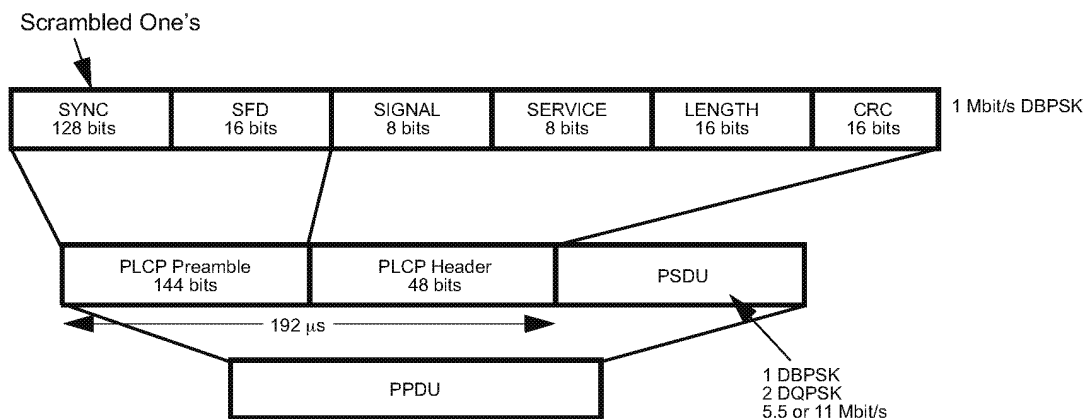 Scrambled One's
SYNC
128 bits
SFD
16 bits
SIGNAL
8 bits
SERVICE
8 bits
LENGTH
16 bits
CRC
16 bits
1 Mbit/s DBPSK
PLCP Preamble
144 bits
PLCP Header
48 bits
PSDU
192 μs
1 DBPSK
2 DQPSK
5.5 or 11 Mbit/s
PPDU